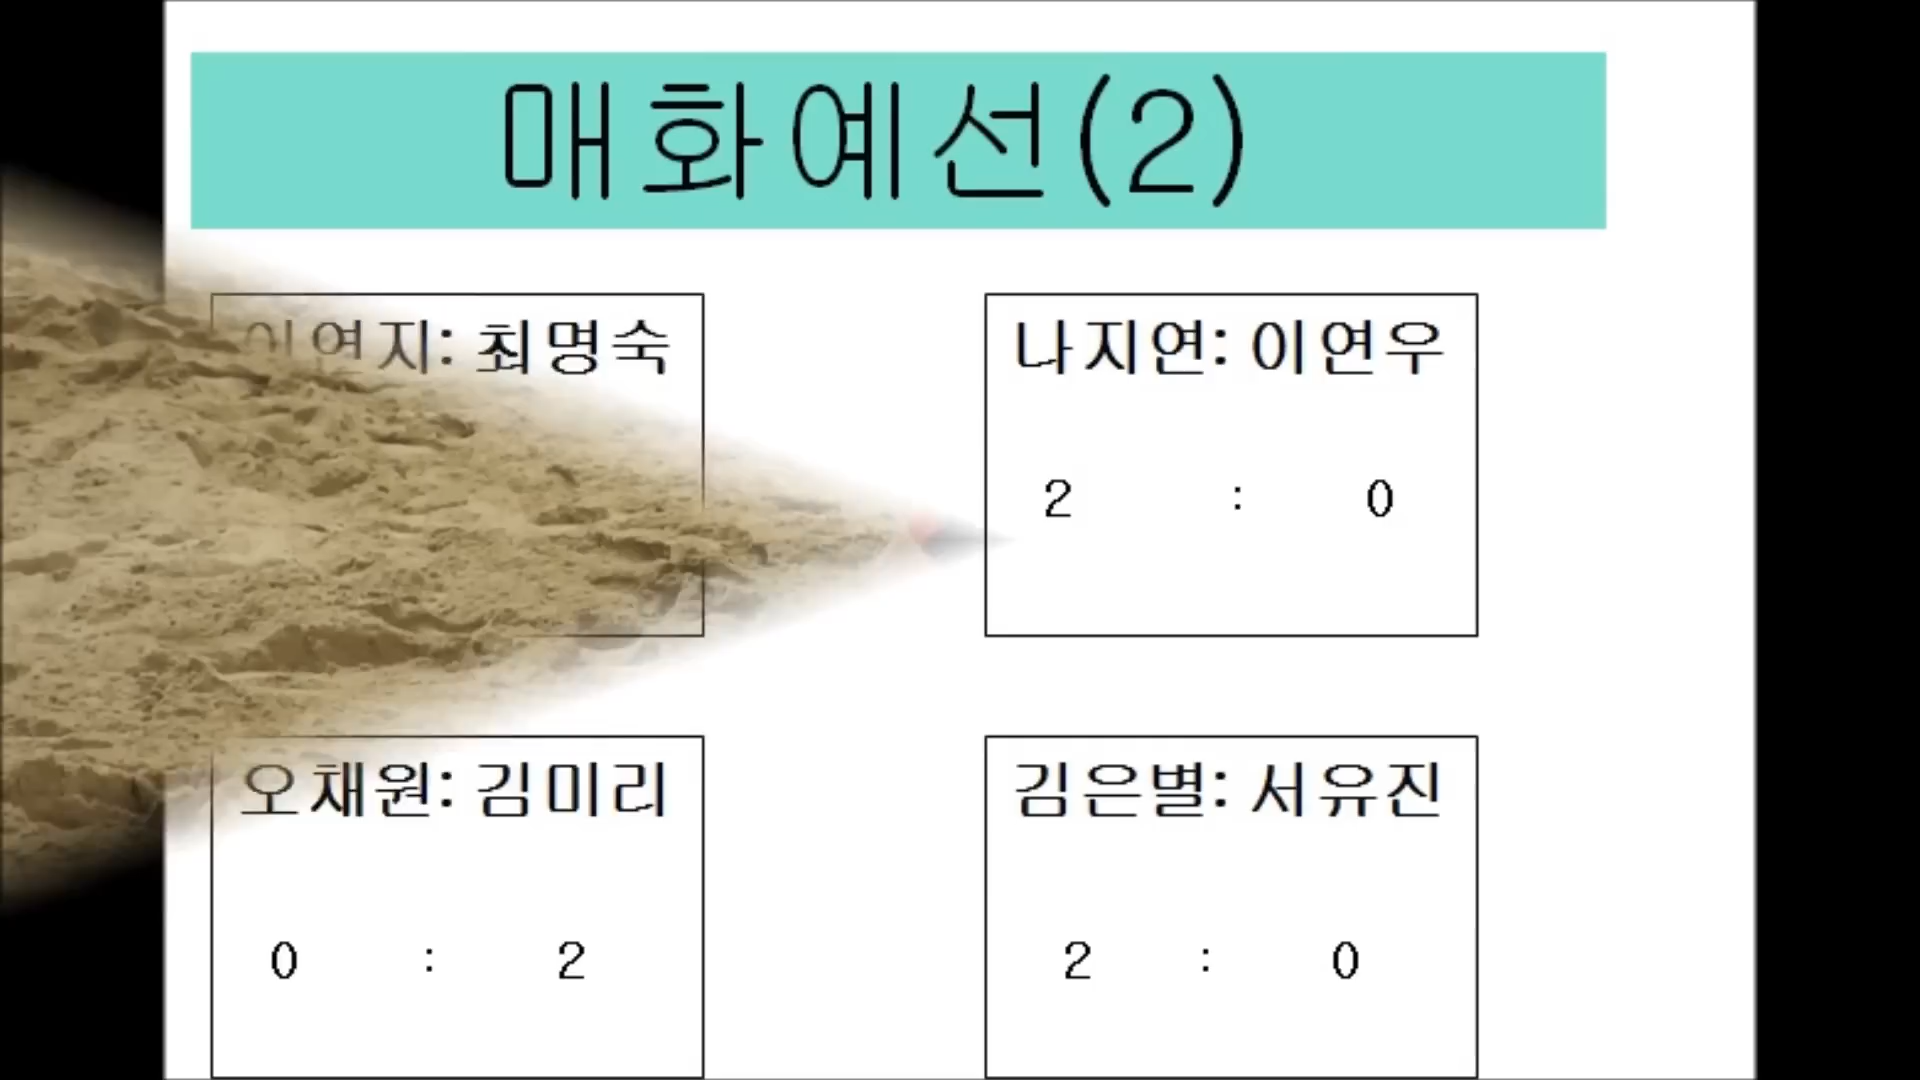 매화예선(2)
이연지: 최명숙
나지연: 이연우
2 : 0
오채원: 김미리
김은별: 서유진
0 : 2
2 : 0